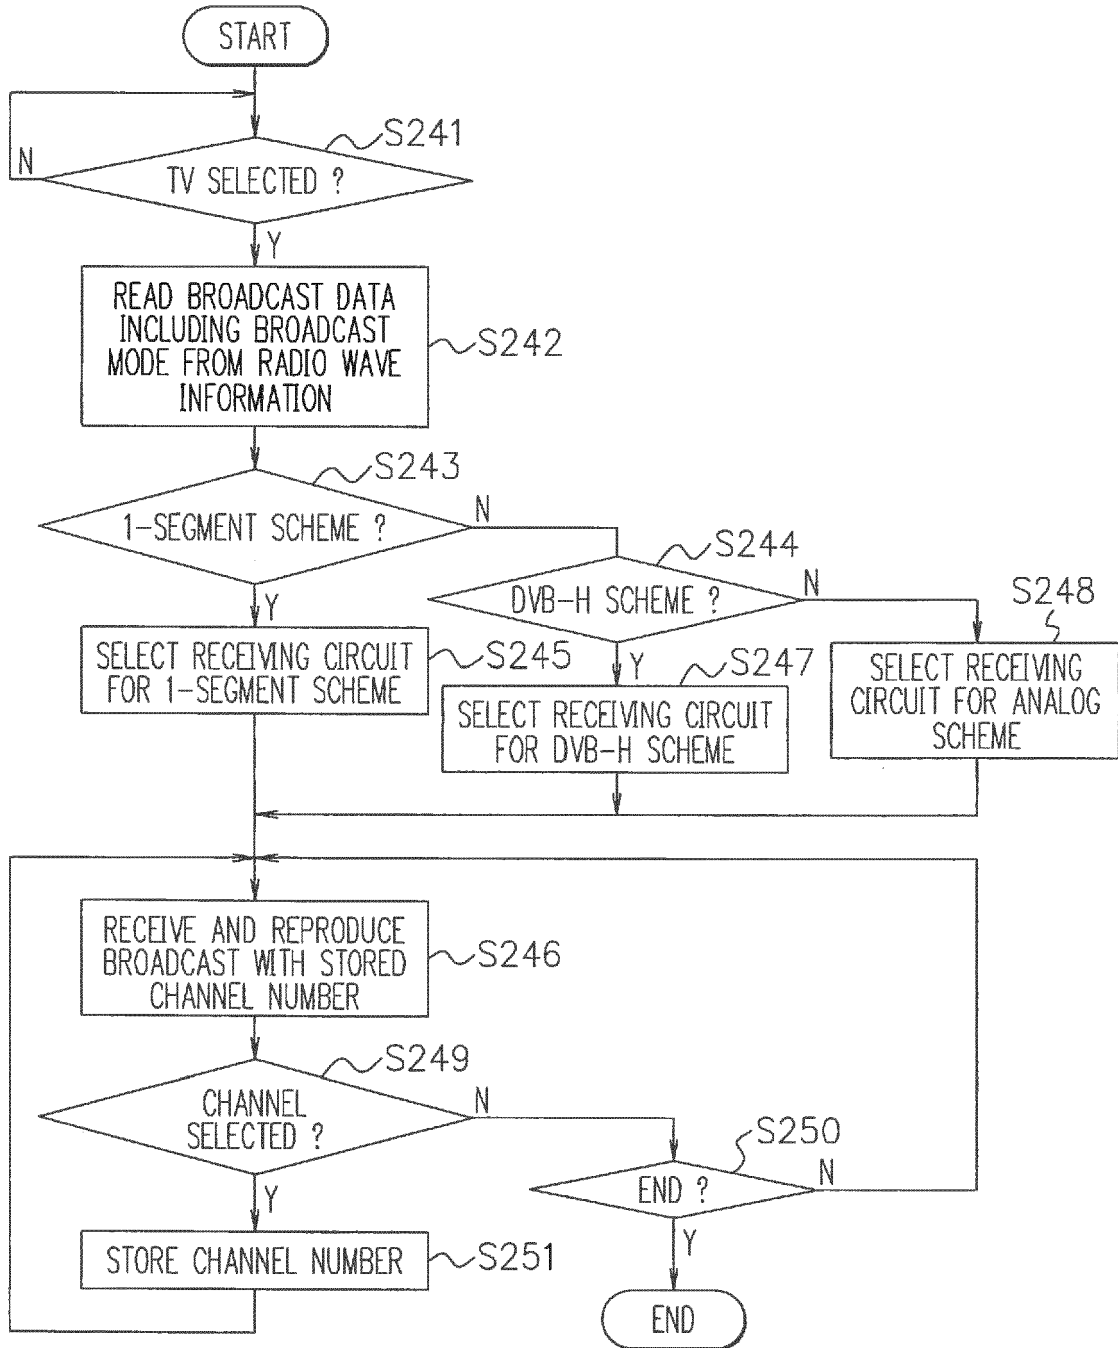 START
S241
N
TV SELECTED ?
Y
READ BROADCAST DATA
INCLUDING BROADCAST
MODE FROM RADIO WAVE
INFORMATION
S242
S243
1-SEGMENT SCHEME ?
N
Y
S244
DVB-H SCHEME ?
N
Y
S248
SELECT RECEIVING CIRCUIT
FOR 1-SEGMENT SCHEME
S245
S247
SELECT RECEIVING CIRCUIT
FOR DVB-H SCHEME
SELECT RECEIVING
CIRCUIT FOR ANALOG
SCHEME
RECEIVE AND REPRODUCE
BROADCAST WITH STORED
CHANNEL NUMBER
S246
S249
CHANNEL
SELECTED ?
N
Y
S250
END ?
N
Y
STORE CHANNEL NUMBER
S251
END